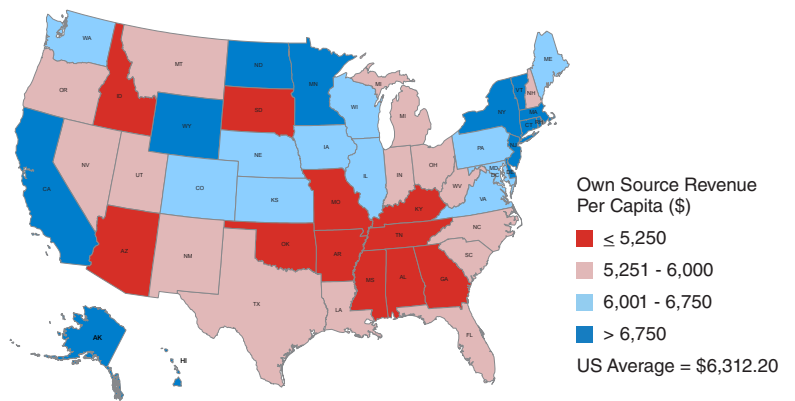 WA
ME
MT
ND
MN
VT
NH
OR
ID
SD
WI
MI
MI
NY
MA
CT
WY
IA
NE
PA
NJ
NV
UT
CO
IL
IN
OH
MD
DC
DE
WV
VA
CA
KS
MO
KY
AZ
NM
OK
AR
TN
NC
SC
MS
AL
GA
TX
LA
FL
AK
HI
Own Source Revenue
Per Capita ($)
≤ 5,250
5,251 - 6,000
6,001 - 6,750
> 6,750
US Average = $6,312.20